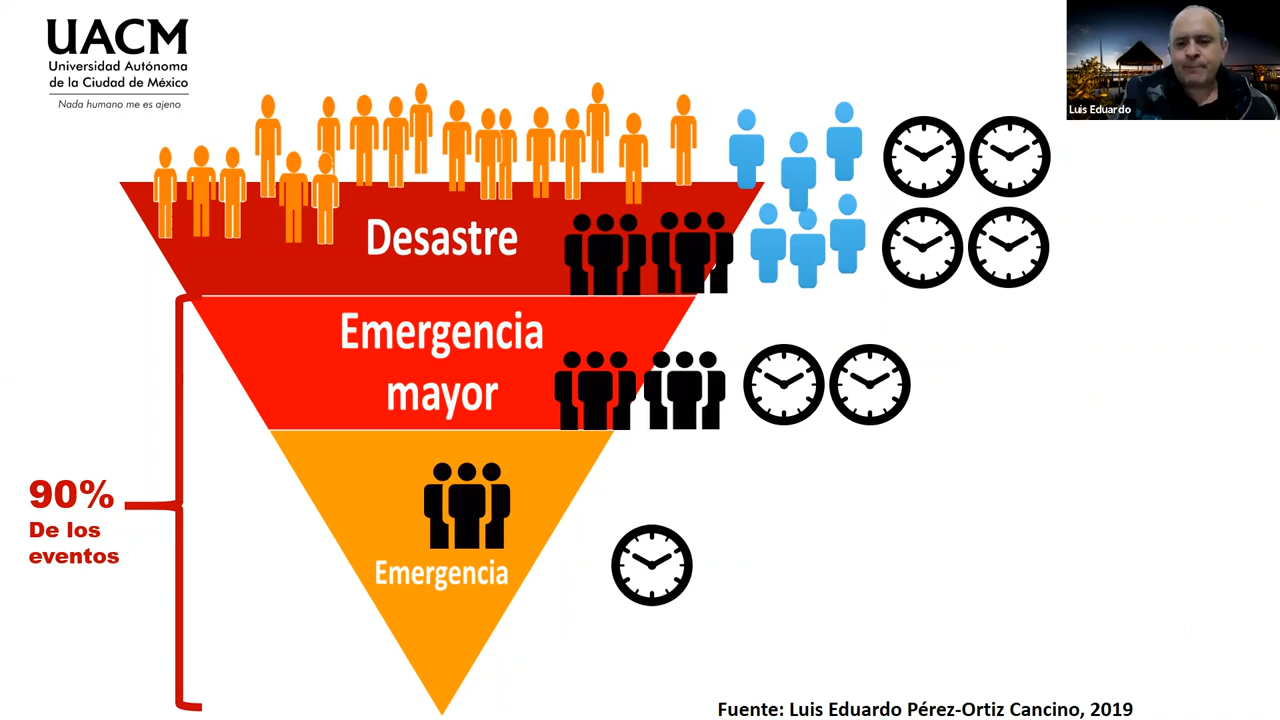 UACM
Universidad Autónoma
de la Ciudad de México
Nada humano me es ajeno
Luis Eduardo
Desastre
Emergencia
mayor
90%
De los
eventos
Emergencia
Fuente: Luis Eduardo Pérez-Ortiz Cancino, 2019